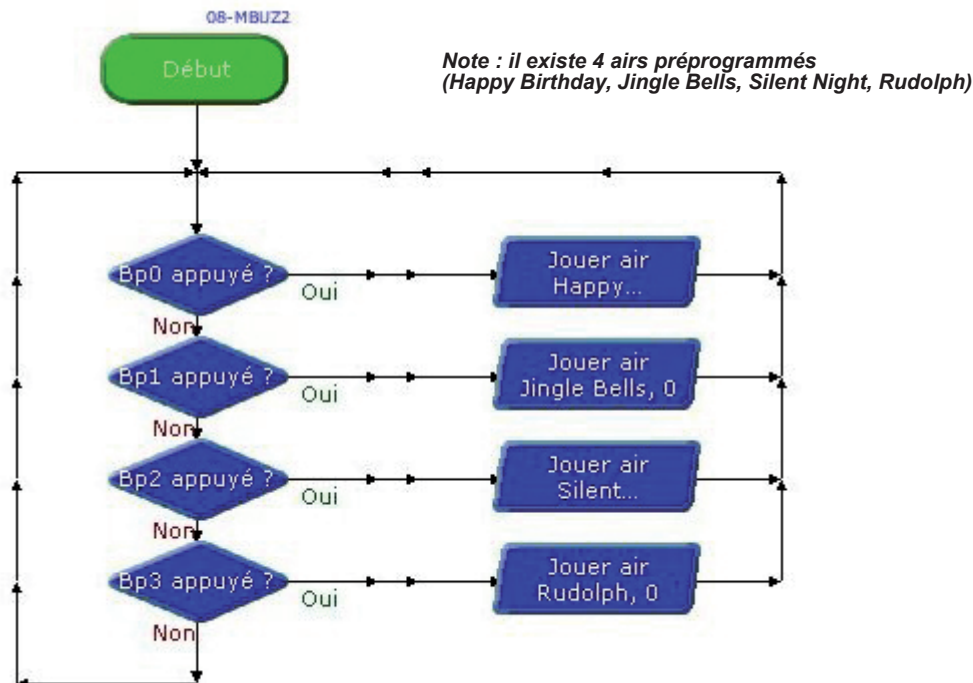 08-MBUZ2
Début
Note : il existe 4 airs préprogrammés
(Happy Birthday, Jingle Bells, Silent Night, Rudolph)
Bp0 appuyé ?
Oui
Jouer air
Happy...
Non
Bp1 appuyé ?
Oui
Jouer air
Jingle Bells, 0
Non
Bp2 appuyé ?
Oui
Jouer air
Silent...
Non
Bp3 appuyé ?
Oui
Jouer air
Rudolph, 0
Non